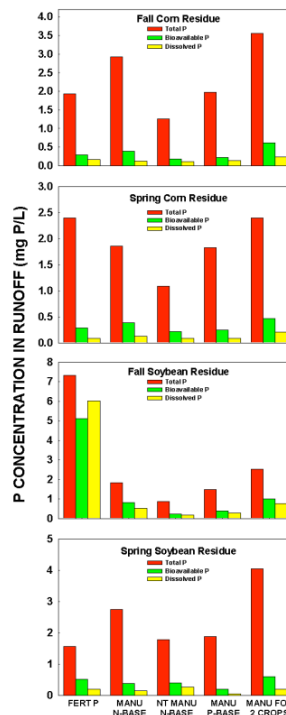 P CONCENTRATION IN RUNOFF (mg P/L)
Fall Corn Residue
Total P
Bioavailable P
Dissolved P
4.0
3.5
3.0
2.5
2.0
1.5
1.0
0.5
0.0
Spring Corn Residue
Total P
Bioavailable P
Dissolved P
3.0
2.5
2.0
1.5
1.0
0.5
0.0
Fall Soybean Residue
Total P
Bioavailable P
Dissolved P
8
7
6
5
4
3
2
1
0
Spring Soybean Residue
Total P
Bioavailable P
Dissolved P
5
4
3
2
1
0
FERT P
MANU
N-BASE
NT MANU
N-BASE
MANU
P-BASE
MANU FO
2 CROPS